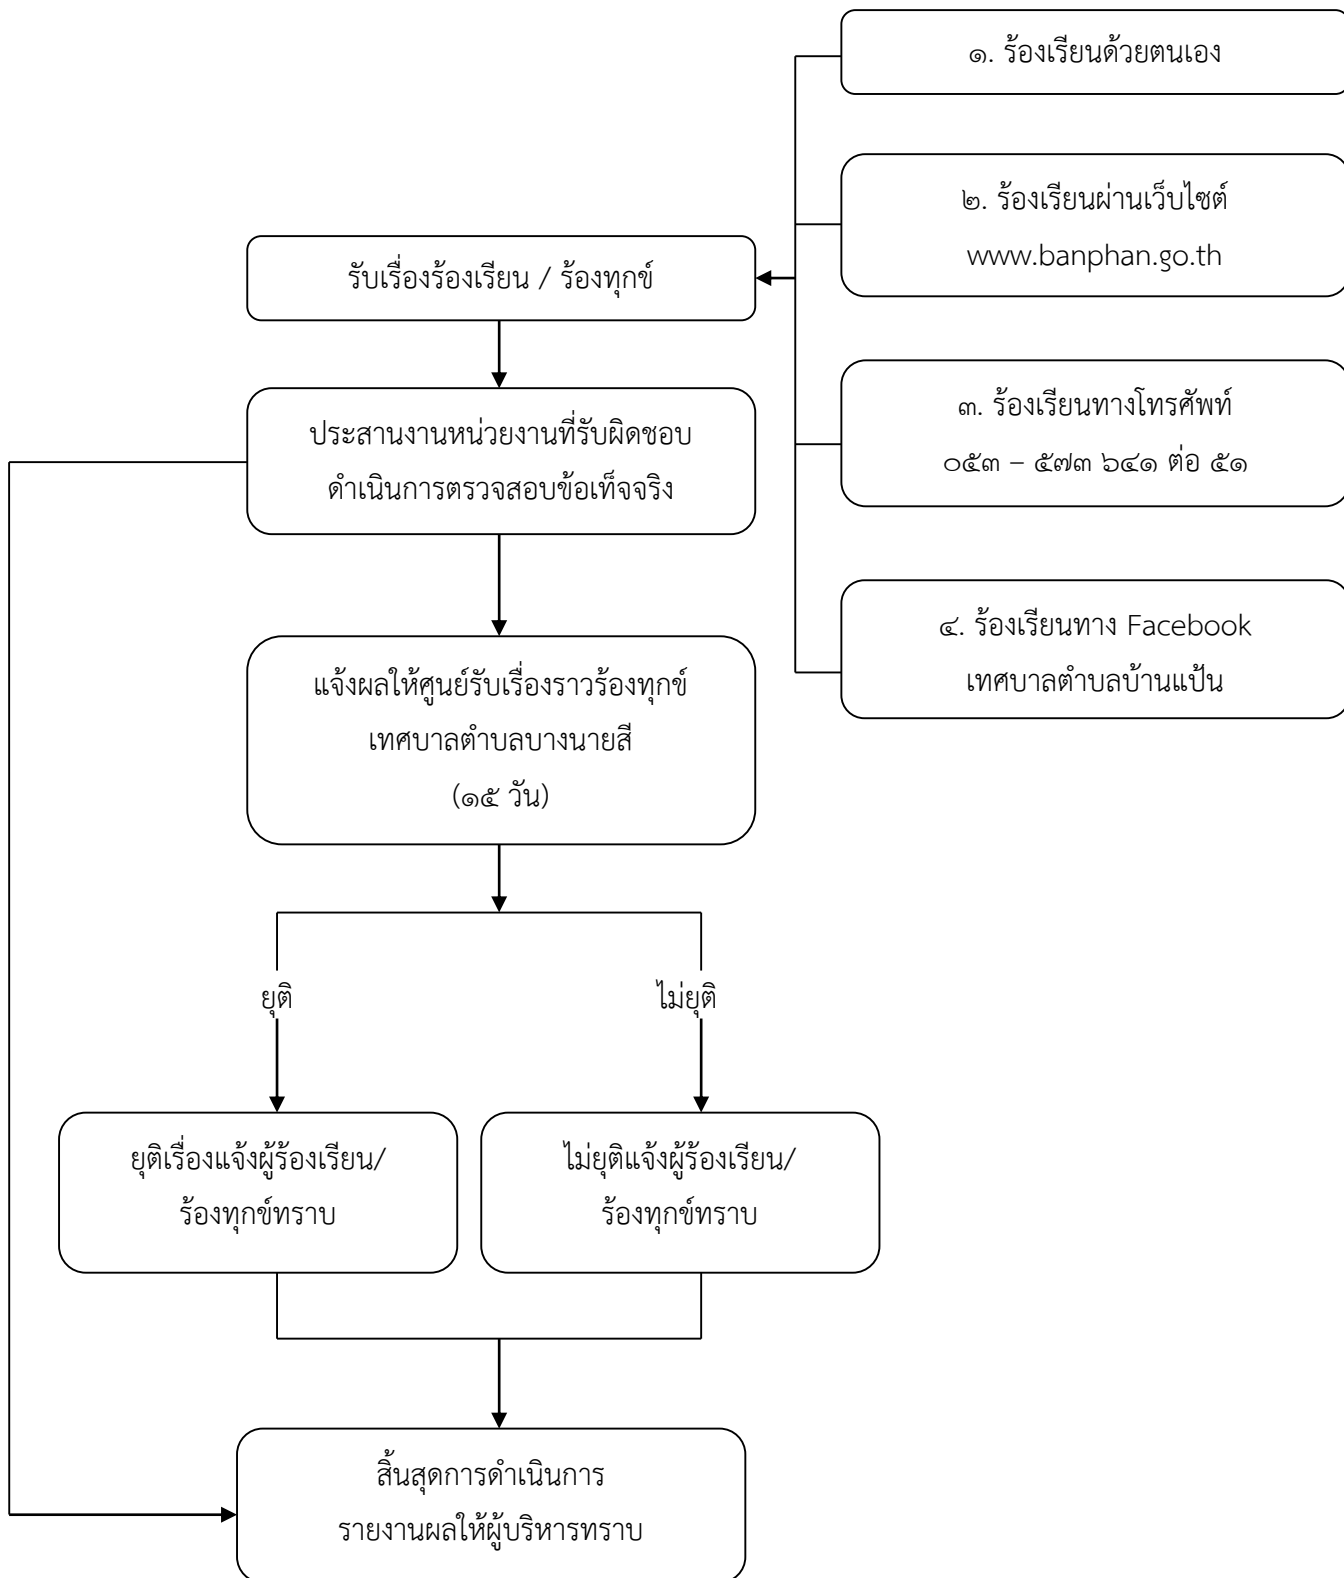 ๑. ร้องเรียนด้วยตนเอง
๒. ร้องเรียนผ่านเว็บไซต์
www.banphan.go.th
รับเรื่องร้องเรียน / ร้องทุกข์
๓. ร้องเรียนทางโทรศัพท์
๐๕๓ – ๕๗๓ ๖๔๑ ต่อ ๕๑
ประสานงานหน่วยงานที่รับผิดชอบ
ดำเนินการตรวจสอบข้อเท็จจริง
๔. ร้องเรียนทาง Facebook
เทศบาลตำบลบ้านแป้น
แจ้งผลให้ศูนย์รับเรื่องราวร้องทุกข์
เทศบาลตำบลบางนายสี
(๑๕ วัน)
ยุติ
ไม่ยุติ
ยุติเรื่องแจ้งผู้ร้องเรียน/
ร้องทุกข์ทราบ
ไม่ยุติแจ้งผู้ร้องเรียน/
ร้องทุกข์ทราบ
สิ้นสุดการดำเนินการ
รายงานผลให้ผู้บริหารทราบ